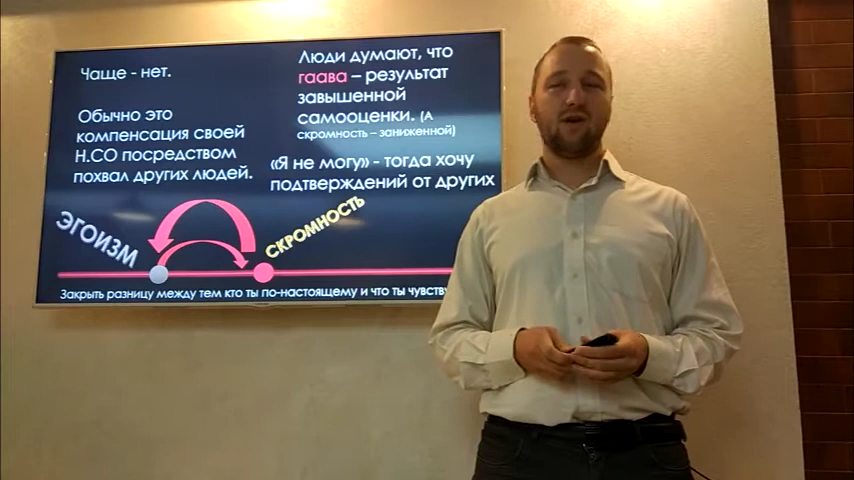 Чаще - нет.
Обычно это
компенсация своей
Н.СО посредством
похвал других людей.
Люди думают, что
гаава – результат
завышенной
самооценки. (А
скромность - заниженной)
«Я не могу» - тогда хочу
подтверждений от других.
ЭГОИЗМ
СКРОМНОСТЬ
Закрыть разницу между тем кто ты по-настоящему и что ты чувств